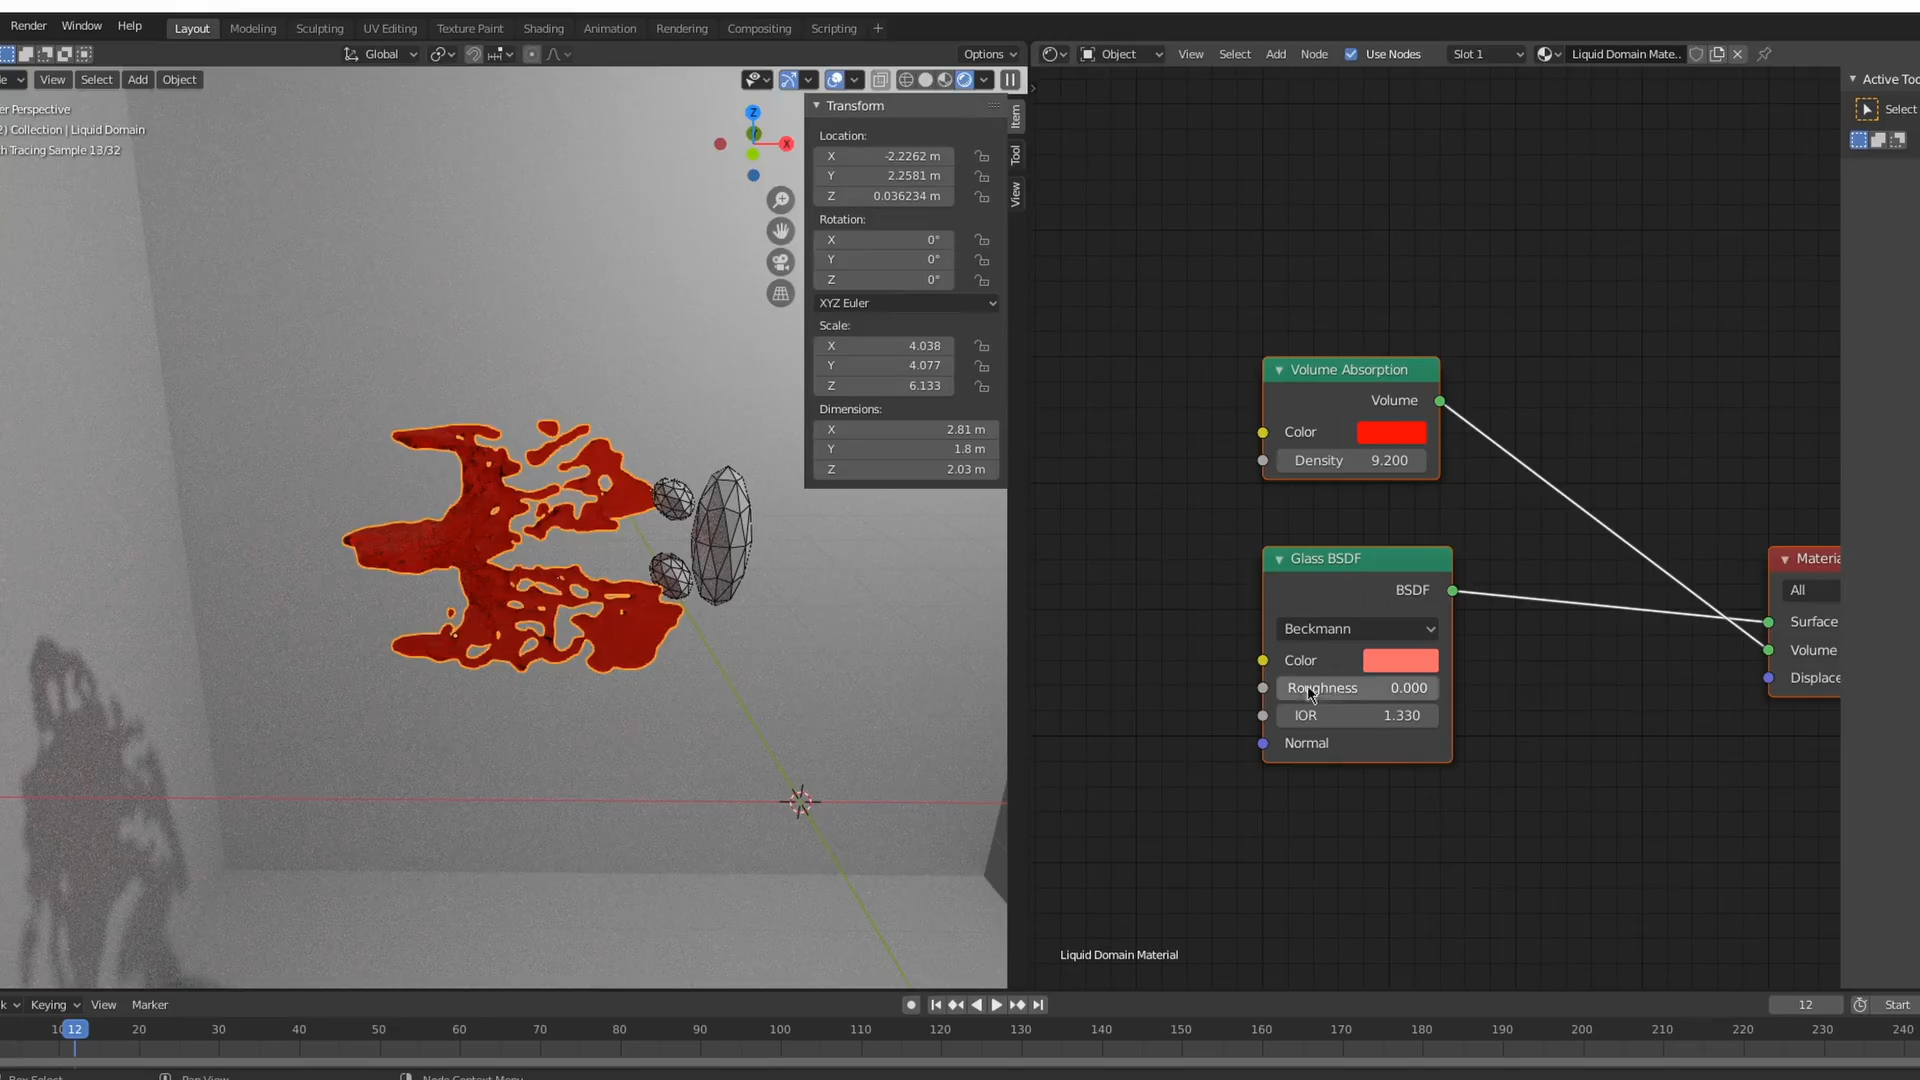 Render Window Help Layout Modeling Sculpting UV Editing Texture Paint Shading Animation Rendering Compositing Scripting +
Global Options Object View Select Add Node Use Nodes Slot 1 Liquid Domain Mate..
View Select Add Object
er Perspective
) Collection | Liquid Domain
h Tracing Sample 13/32
Z
X
Transform
Location:
X -2.2262 m
Y 2.2581 m
Z 0.036234 m
Rotation:
X 0°
Y 0°
Z 0°
XYZ Euler
Scale:
X 4.038
Y 4.077
Z 6.133
Dimensions:
X 2.81 m
Y 1.8 m
Z 2.03 m
Item
Tool
View
Active Too
Select
Volume Absorption
Volume
Color
Density 9.200
Glass BSDF
BSDF
Beckmann
Color
Roughness 0.000
IOR 1.330
Normal
Materia
All
Surface
Volume
Displace
Liquid Domain Material
k Keying View Marker 12 Start
10 12 20 30 40 50 60 70 80 90 100 110 120 130 140 150 160 170 180 190 200 210 220 230 240
Box Select Pan View Node Context Menu